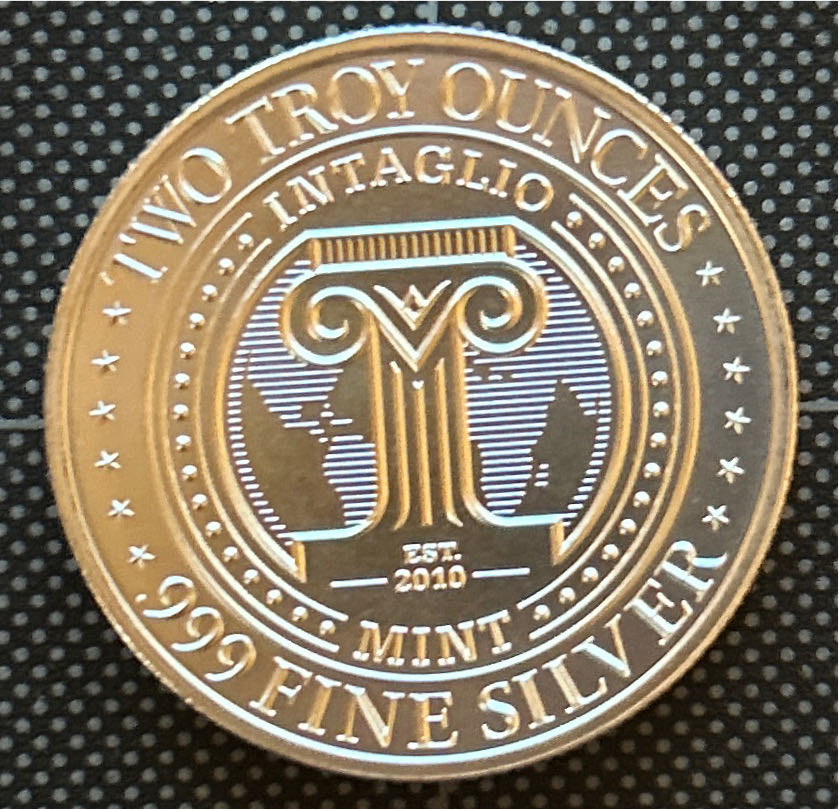 TWO TROY OUNCES
INTAGLIO
EST.
2010
MINT
.999 FINE SILVER